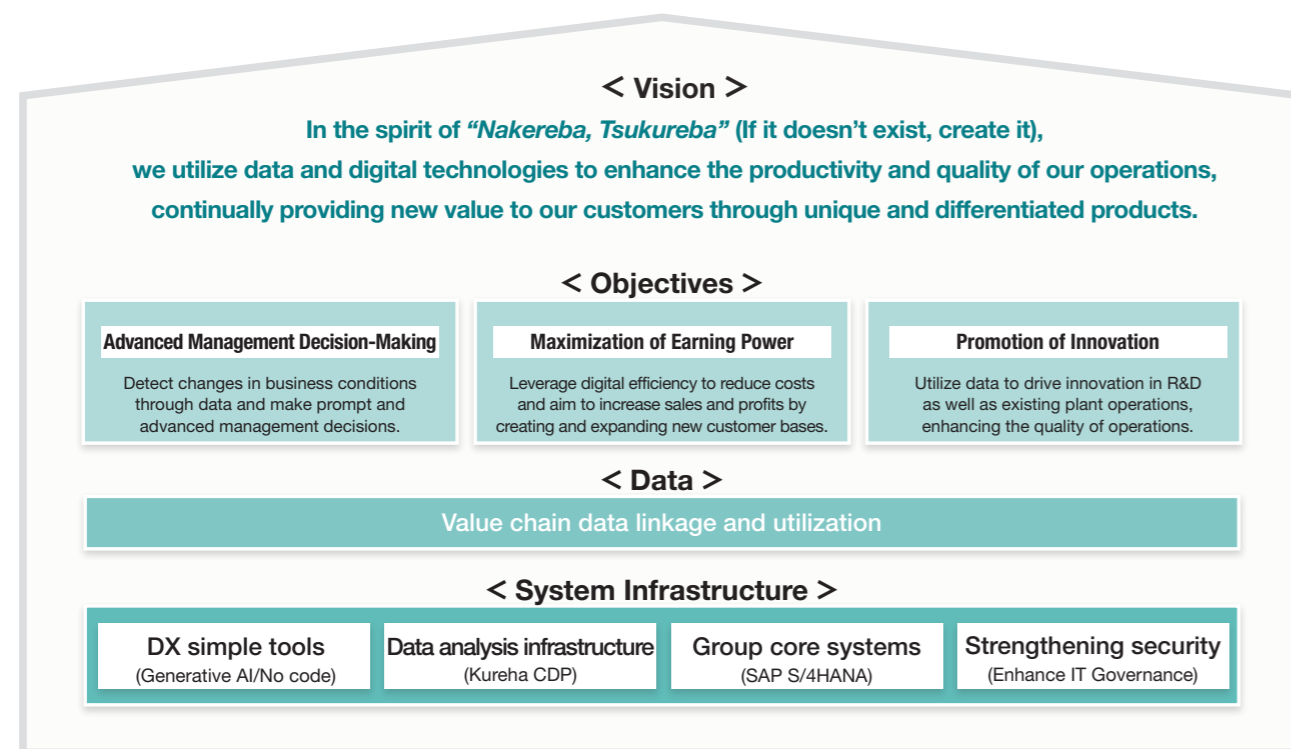 < Vision >
In the spirit of “Nakereba, Tsukureba” (If it doesn’t exist, create it),
we utilize data and digital technologies to enhance the productivity and quality of our operations,
continually providing new value to our customers through unique and differentiated products.
< Objectives >
Advanced Management Decision-Making
Detect changes in business conditions
through data and make prompt and
advanced management decisions.
Maximization of Earning Power
Leverage digital efficiency to reduce costs
and aim to increase sales and profits by
creating and expanding new customer bases.
Promotion of Innovation
Utilize data to drive innovation in R&D
as well as existing plant operations,
enhancing the quality of operations.
< Data >
Value chain data linkage and utilization
< System Infrastructure >
DX simple tools
(Generative AI/No code)
Data analysis infrastructure
(Kureha CDP)
Group core systems
(SAP S/4HANA)
Strengthening security
(Enhance IT Governance)